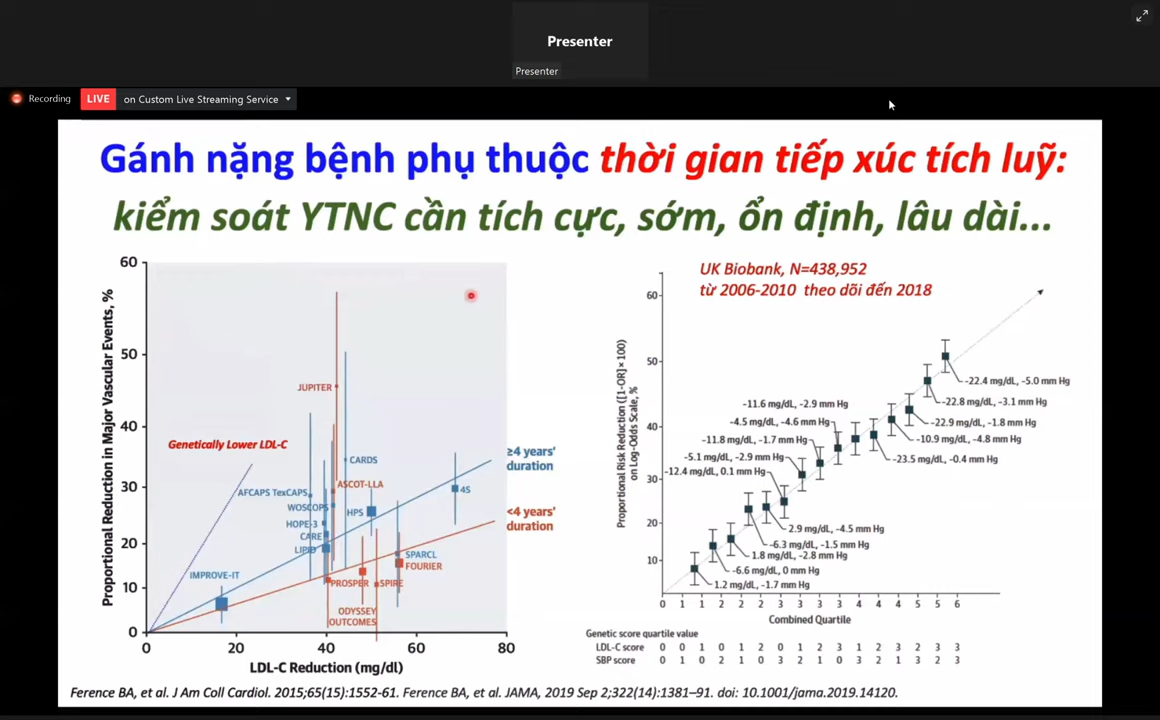 Presenter
Presenter
Recording
LIVE
on Custom Live Streaming Service
Gánh nặng bệnh phụ thuộc thời gian tiếp xúc tích luỹ:
kiểm soát YTNC cần tích cực, sớm, ổn định, lâu dài...
Proportional Reduction in Major Vascular Events, %
60
50
40
30
20
10
0
Genetically Lower LDL-C
JUPITER
CARDS
AFCAPS TexCAPS
ASCOT-LLA
WOSCOPS
HPS
4S
HOPE-3
CARE
LIPID
SPARCL
FOURIER
IMPROVE-IT
PROSPER
SPIRE
ODYSSEY
OUTCOMES
≥4 years'
duration
<4 years'
duration
0 20 40 60 80
LDL-C Reduction (mg/dl)
UK Biobank, N=438,952
từ 2006-2010 theo dõi đến 2018
Proportional Risk Reduction ([1-OR] × 100)
on Log-Odds Scale, %
60
50
40
30
20
10
-22.4 mg/dL, -5.0 mm Hg
-22.8 mg/dL, -3.1 mm Hg
-11.6 mg/dL, -2.9 mm Hg
-4.5 mg/dL, -4.6 mm Hg
-22.9 mg/dL, -1.8 mm Hg
-11.8 mg/dL, -1.7 mm Hg
-10.9 mg/dL, -4.8 mm Hg
-5.1 mg/dL, -2.9 mm Hg
-23.5 mg/dL, -0.4 mm Hg
-12.4 mg/dL, 0.1 mm Hg
2.9 mg/dL, -4.5 mm Hg
-6.3 mg/dL, -1.5 mm Hg
1.8 mg/dL, -2.8 mm Hg
-6.6 mg/dL, 0 mm Hg
1.2 mg/dL, -1.7 mm Hg
0 1 1 2 2 2 3 3 3 3 4 4 4 5 5 6
Combined Quartile
Genetic score quartile value
LDL-C score 0 0 1 0 1 2 0 1 2 3 1 2 3 2 3 3
SBP score 0 1 0 2 1 0 3 2 1 0 3 2 1 3 2 3
Ference BA, et al. J Am Coll Cardiol. 2015;65(15):1552-61. Ference BA, et al. JAMA, 2019 Sep 2;322(14):1381–91. doi: 10.1001/jama.2019.14120.